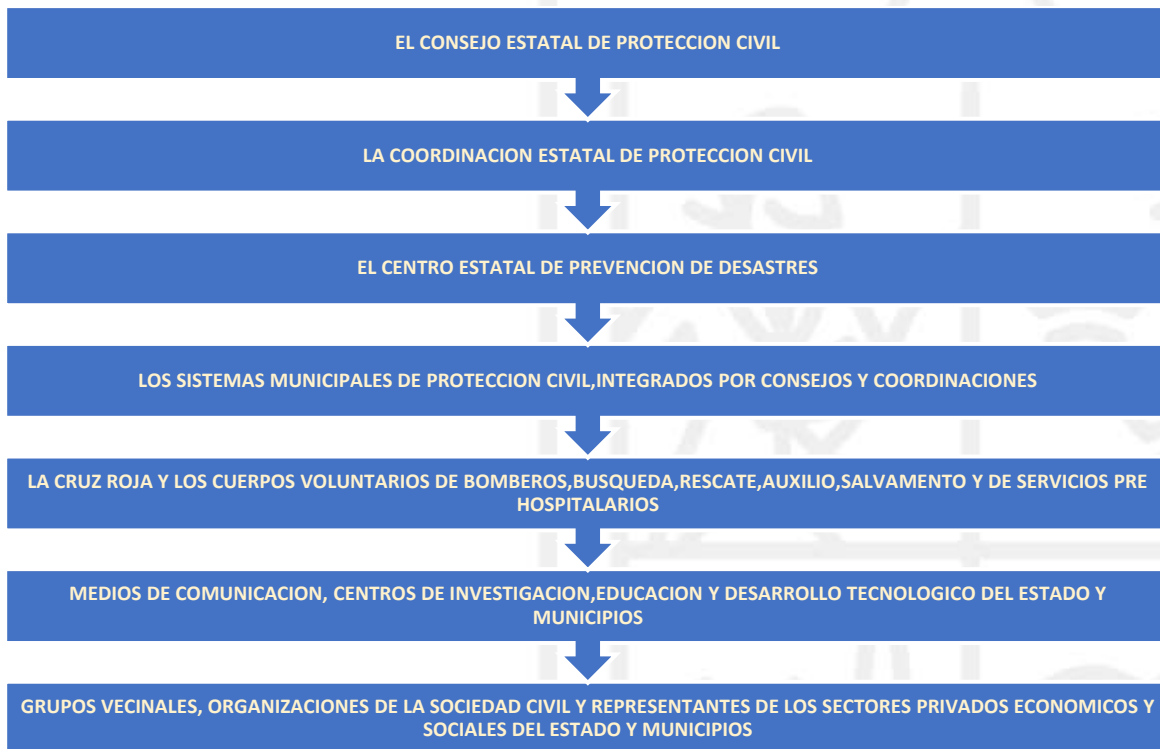 EL CONSEJO ESTATAL DE PROTECCION CIVIL
LA COORDINACION ESTATAL DE PROTECCION CIVIL
EL CENTRO ESTATAL DE PREVENCION DE DESASTRES
LOS SISTEMAS MUNICIPALES DE PROTECCION CIVIL,INTEGRADOS POR CONSEJOS Y COORDINACIONES
LA CRUZ ROJA Y LOS CUERPOS VOLUNTARIOS DE BOMBEROS,BUSQUEDA,RESCATE,AUXILIO,SALVAMENTO Y DE SERVICIOS PRE
HOSPITALARIOS
MEDIOS DE COMUNICACION, CENTROS DE INVESTIGACION,EDUCACION Y DESARROLLO TECNOLOGICO DEL ESTADO Y
MUNICIPIOS
GRUPOS VECINALES, ORGANIZACIONES DE LA SOCIEDAD CIVIL Y REPRESENTANTES DE LOS SECTORES PRIVADOS ECONOMICOS Y
SOCIALES DEL ESTADO Y MUNICIPIOS